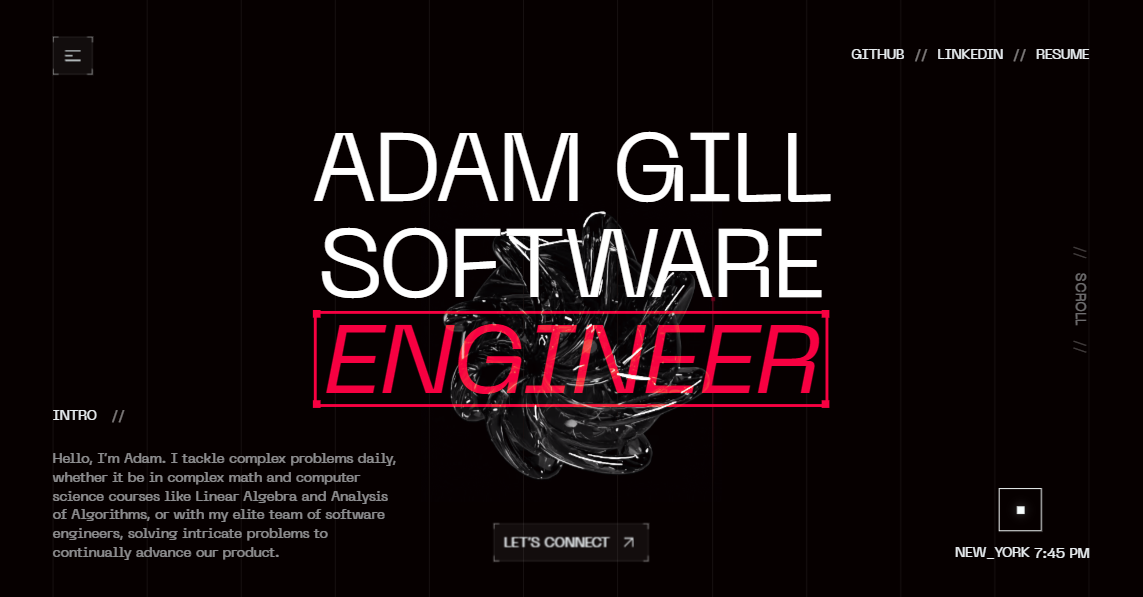 GITHUB // LINKEDIN // RESUME
ADAM GILL
SOFTWARE
ENGINEER
// SCROLL //
INTRO //
Hello, I'm Adam. I tackle complex problems daily,
whether it be in complex math and computer
science courses like Linear Algebra and Analysis
of Algorithms, or with my elite team of software
engineers, solving intricate problems to
continually advance our product.
LET'S CONNECT
NEW_YORK 7:45 PM